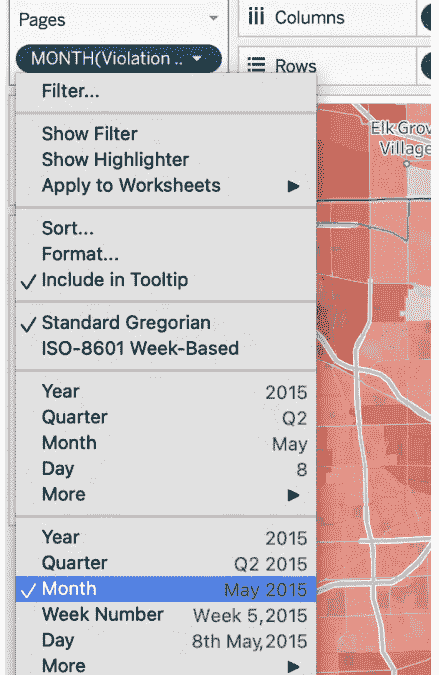 Pages
Columns
MONTH(Violation ..
Rows
Filter...
Show Filter
Show Highlighter
Apply to Worksheets
Sort...
Format...
Include in Tooltip
Standard Gregorian
ISO-8601 Week-Based
Year 2015
Quarter Q2
Month May
Day 8
More
Year 2015
Quarter Q2 2015
Month May 2015
Week Number Week 5,2015
Day 8th May,2015
More
Elk Grov
Village